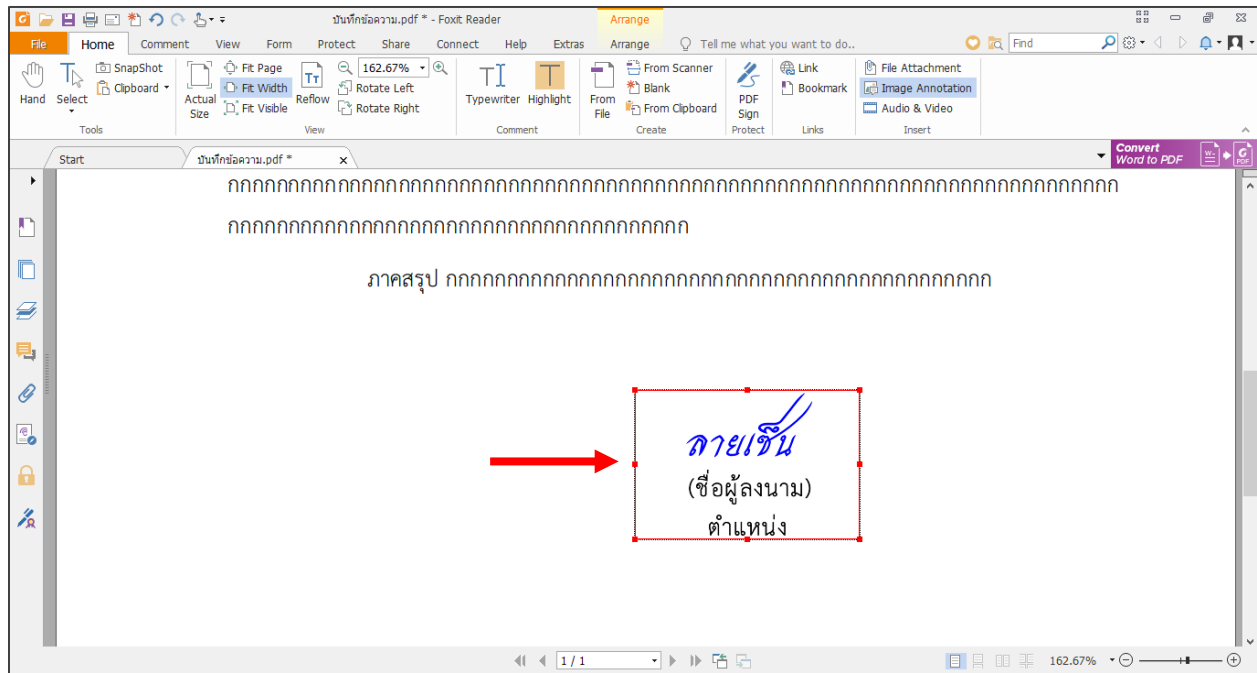 บันทึกข้อความ.pdf * - Foxit Reader
Arrange
File Home Comment View Form Protect Share Connect Help Extras Arrange Tell me what you want to do.. Find
Hand
Select
SnapShot
Clipboard
Tools
Actual Size
Fit Page
Fit Width
Fit Visible
Reflow
162.67%
Rotate Left
Rotate Right
View
Typewriter
Highlight
Comment
From File
From Scanner
Blank
From Clipboard
Create
PDF Sign
Protect
Link
Bookmark
Links
File Attachment
Image Annotation
Audio & Video
Insert
Start
บันทึกข้อความ.pdf *
Convert
Word to PDF
กกกกกกกกกกกกกกกกกกกกกกกกกกกกกกกกกกกกกกกกกกกกกกกกกกกกกกกกกกกกกกกกกกกกกกกกกก
กกกกกกกกกกกกกกกกกกกกกกกกกกกกกกกกกกกกกก
ภาคสรุป กกกกกกกกกกกกกกกกกกกกกกกกกกกกกกกกกกกกกกกกกกกกก
ลายเซ็น
(ชื่อผู้ลงนาม)
ตำแหน่ง
1 / 1
162.67%